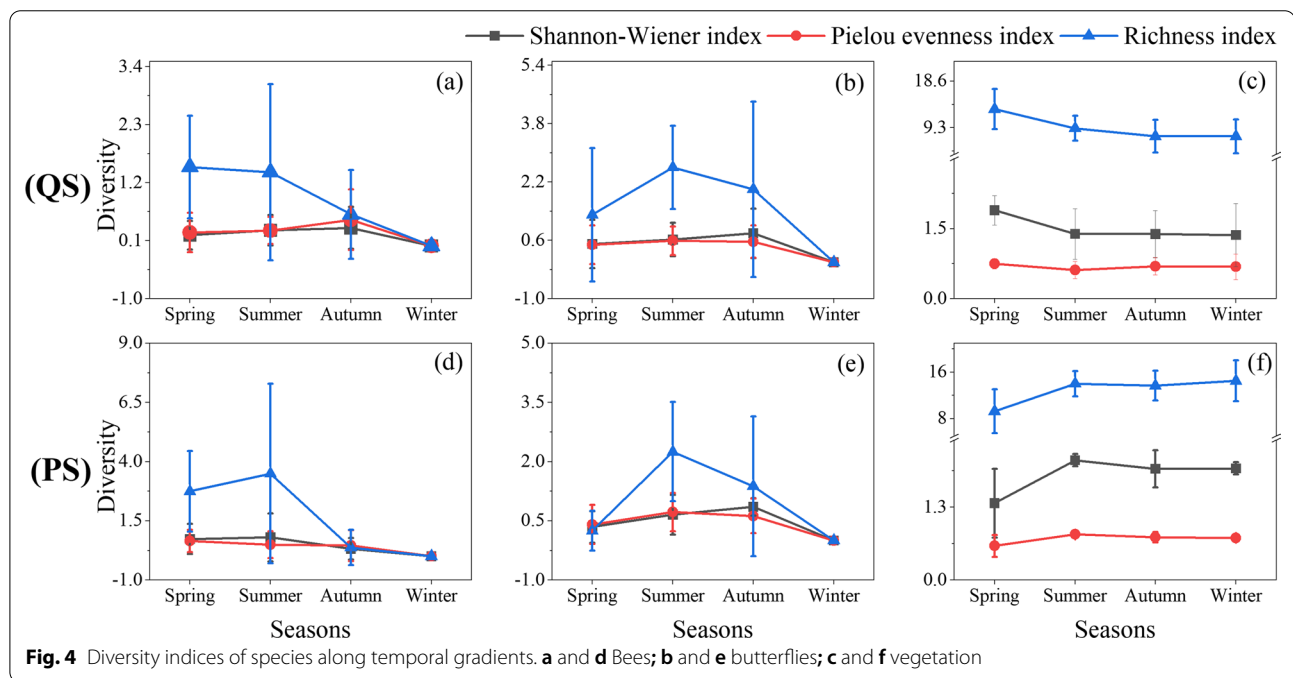 Shannon-Wiener index Pielou evenness index Richness index
(QS)
Diversity
(a)
3.4
2.3
1.2
0.1
-1.0
Spring Summer Autumn Winter
(b)
5.4
3.8
2.2
0.6
-1.0
Spring Summer Autumn Winter
(c)
18.6
9.3
1.5
0.0
Spring Summer Autumn Winter
(PS)
Diversity
(d)
9.0
6.5
4.0
1.5
-1.0
Spring Summer Autumn Winter
Seasons
(e)
5.0
2.0
0.5
-1.0
Spring Summer Autumn Winter
Seasons
(f)
16
8
1.3
0.0
Spring Summer Autumn Winter
Seasons
Fig. 4 Diversity indices of species along temporal gradients. a and d Bees; b and e butterflies; c and f vegetation